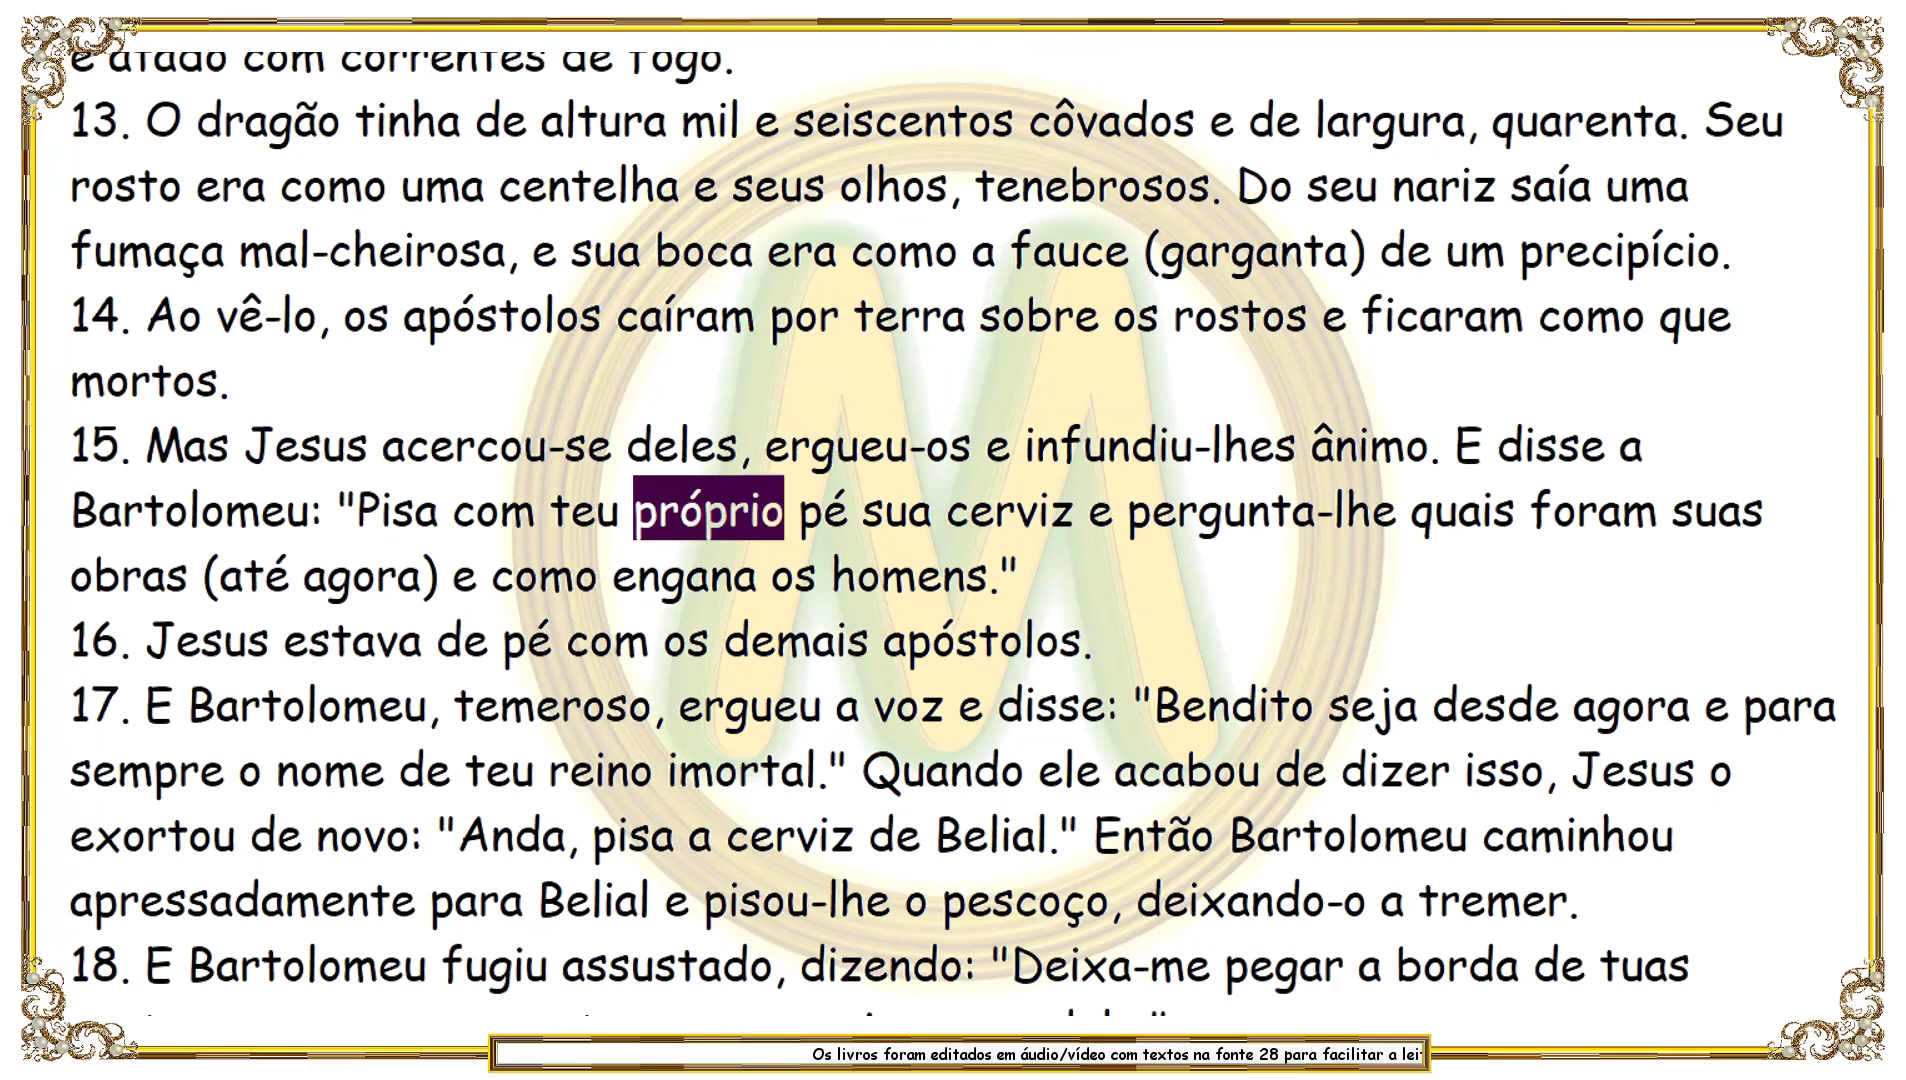 e atado com correntes de fogo.
13. O dragão tinha de altura mil e seiscentos côvados e de largura, quarenta. Seu
rosto era como uma centelha e seus olhos, tenebrosos. Do seu nariz saía uma
fumaça mal-cheirosa, e sua boca era como a fauce (garganta) de um precipício.
14. Ao vê-lo, os apóstolos caíram por terra sobre os rostos e ficaram como que
mortos.
15. Mas Jesus acercou-se deles, ergueu-os e infundiu-lhes ânimo. E disse a
Bartolomeu: "Pisa com teu próprio pé sua cerviz e pergunta-lhe quais foram suas
obras (até agora) e como engana os homens."
16. Jesus estava de pé com os demais apóstolos.
17. E Bartolomeu, temeroso, ergueu a voz e disse: "Bendito seja desde agora e para
sempre o nome de teu reino imortal." Quando ele acabou de dizer isso, Jesus o
exortou de novo: "Anda, pisa a cerviz de Belial." Então Bartolomeu caminhou
apressadamente para Belial e pisou-lhe o pescoço, deixando-o a tremer.
18. E Bartolomeu fugiu assustado, dizendo: "Deixa-me pegar a borda de tuas
Os livros foram editados em áudio/vídeo com textos na fonte 28 para facilitar a lei